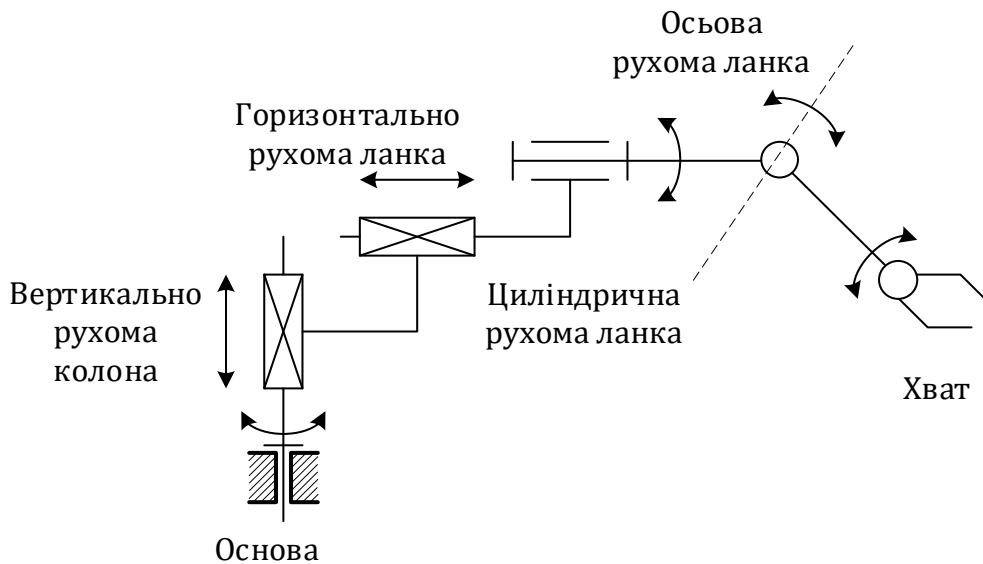 Осьова
рухома ланка
Горизонтально
рухома ланка
Вертикально
рухома
колона
Циліндрична
рухома ланка
Хват
Основа